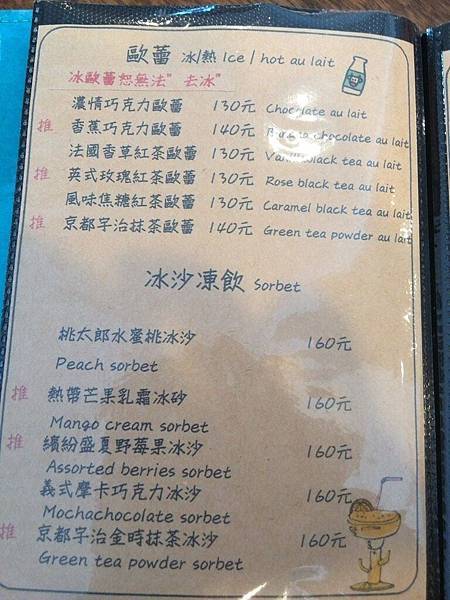 歐蕾 冰/熱 Ice / hot au lait
冰歐蕾恕無法"去冰"
濃情巧克力歐蕾 130元 Chocolate au lait
推 香蕉巧克力歐蕾 140元 Banana chocolate au lait
法國香草紅茶歐蕾 130元 Vanilla black tea au lait
推 英式玫瑰紅茶歐蕾 130元 Rose black tea au lait
風味焦糖紅茶歐蕾 130元 Caramel black tea au lait
推 京都宇治抹茶歐蕾 140元 Green tea powder au lait
冰沙凍飲 Sorbet
桃太郎水蜜桃冰沙 160元
Peach sorbet
推 熱帶芒果乳霜冰砂 160元
Mango cream sorbet
推 繽紛盛夏野莓果冰沙 160元
Assorted berries sorbet
義式摩卡巧克力冰沙 160元
Mochachocolate sorbet
推 京都宇治金時抹茶冰沙 160元
Green tea powder sorbet